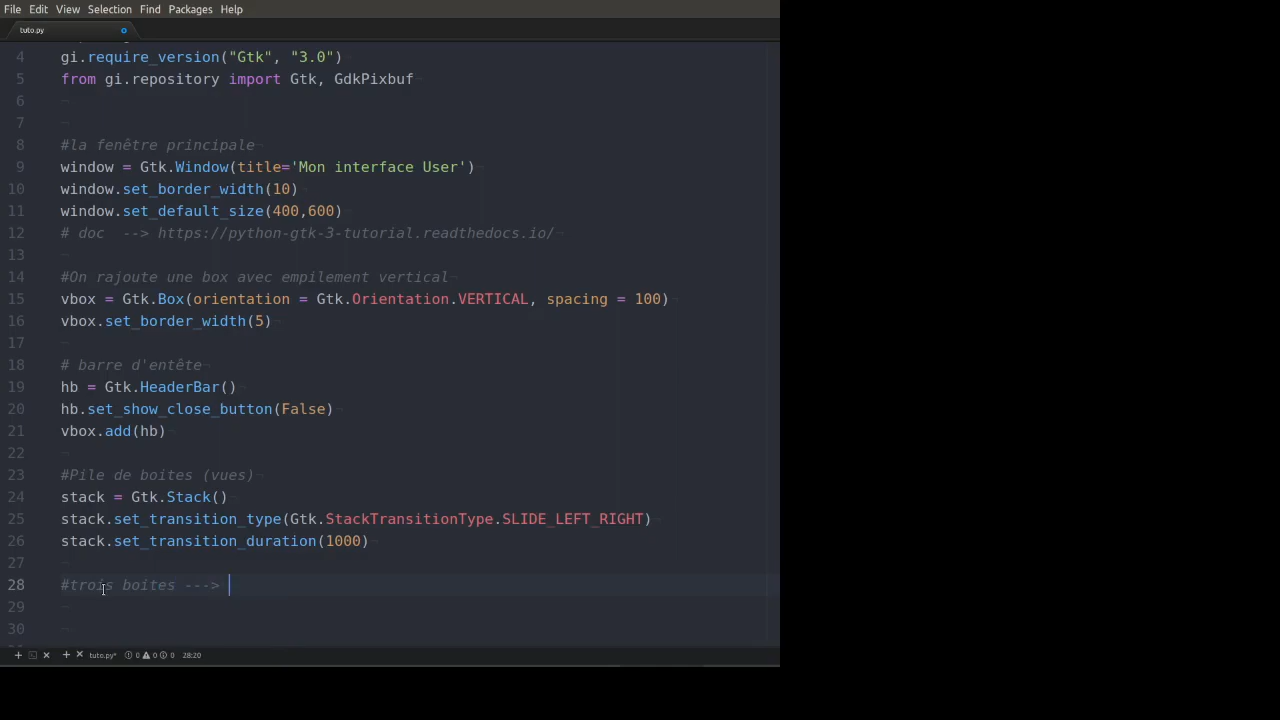 File Edit View Selection Find Packages Help
tuto.py
4 gi.require_version("Gtk", "3.0")
5 from gi.repository import Gtk, GdkPixbuf
6
7
8 #la fenêtre principale
9 window = Gtk.Window(title='Mon interface User')
10 window.set_border_width(10)
11 window.set_default_size(400,600)
12 # doc --> https://python-gtk-3-tutorial.readthedocs.io/
13
14 #On rajoute une box avec empilement vertical
15 vbox = Gtk.Box(orientation = Gtk.Orientation.VERTICAL, spacing = 100)
16 vbox.set_border_width(5)
17
18 # barre d'entête
19 hb = Gtk.HeaderBar()
20 hb.set_show_close_button(False)
21 vbox.add(hb)
22
23 #Pile de boites (vues)
24 stack = Gtk.Stack()
25 stack.set_transition_type(Gtk.StackTransitionType.SLIDE_LEFT_RIGHT)
26 stack.set_transition_duration(1000)
27
28 #trois boites --->
29
30
tuto.py* 0 0 0 28:20